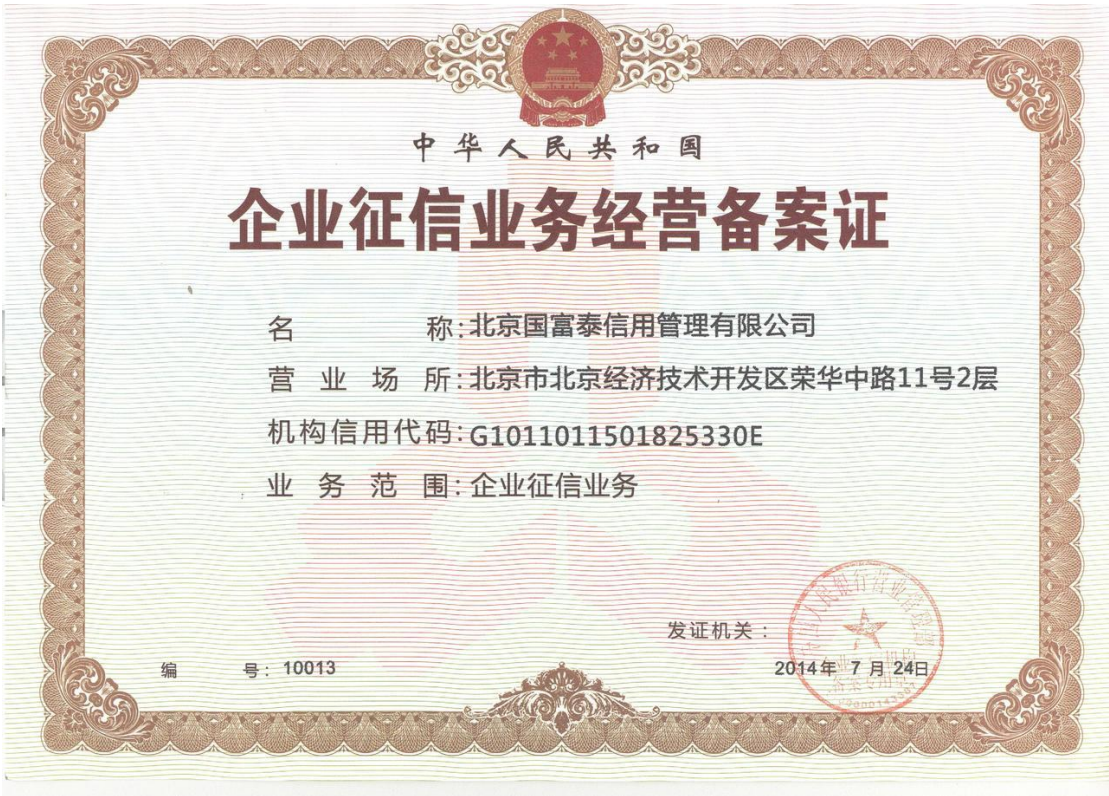 中华人民共和国
企业征信业务经营备案证
名 称:北京国富泰信用管理有限公司
营业场所:北京市北京经济技术开发区荣华中路11号2层
机构信用代码:G1011011501825330E
业务范围:企业征信业务
发证机关:
编 号:10013
2014年7月24日